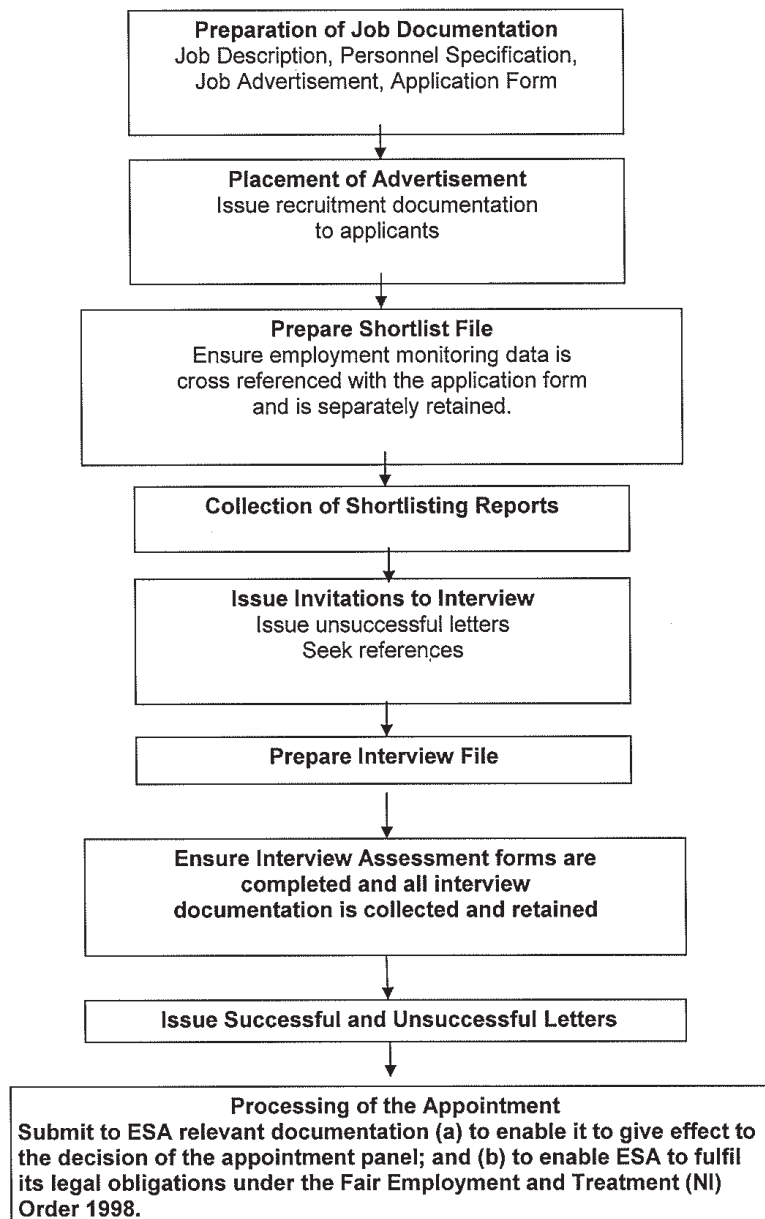 Preparation of Job Documentation
Job Description, Personnel Specification,
Job Advertisement, Application Form
Placement of Advertisement
Issue recruitment documentation
to applicants
Prepare Shortlist File
Ensure employment monitoring data is
cross referenced with the application form
and is separately retained.
Collection of Shortlisting Reports
Issue Invitations to Interview
Issue unsuccessful letters
Seek references
Prepare Interview File
Ensure Interview Assessment forms are
completed and all interview
documentation is collected and retained
Issue Successful and Unsuccessful Letters
Processing of the Appointment
Submit to ESA relevant documentation (a) to enable it to give effect to
the decision of the appointment panel; and (b) to enable ESA to fulfil
its legal obligations under the Fair Employment and Treatment (NI)
Order 1998.